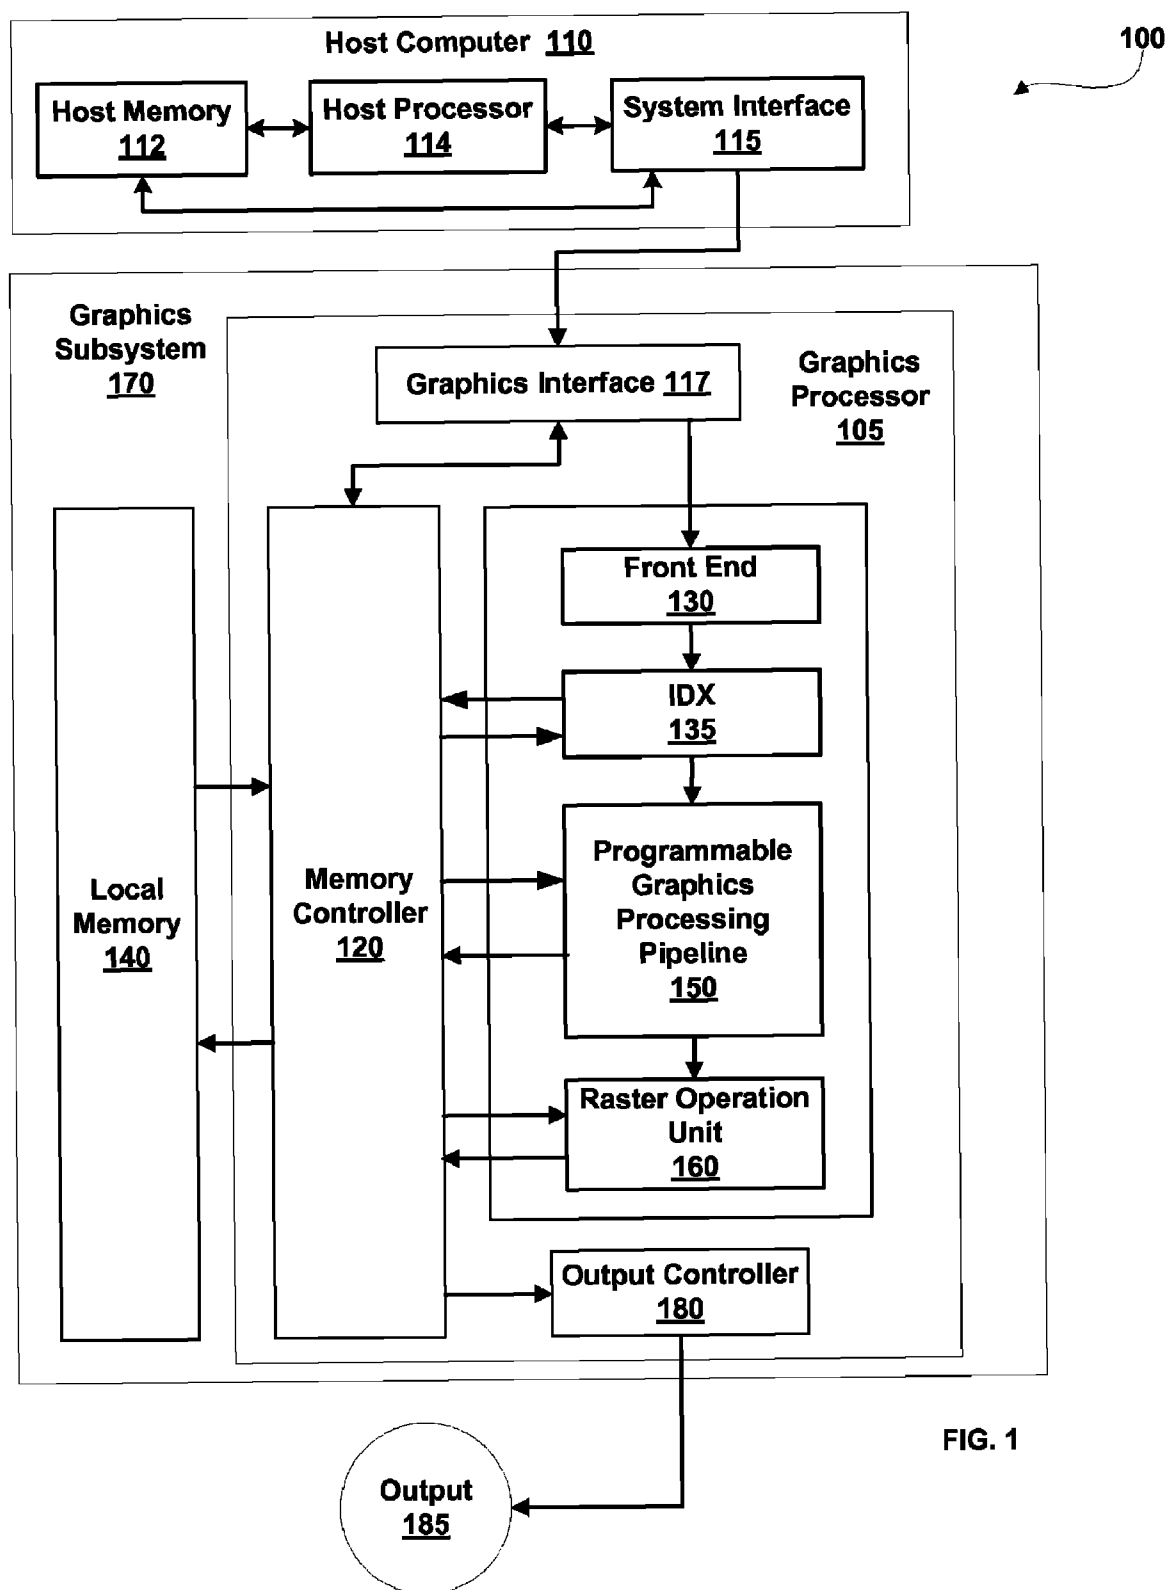 Host Computer 110
100
Host Memory
112
Host Processor
114
System Interface
115
Graphics
Subsystem
170
Graphics Interface 117
Graphics
Processor
105
Front End
130
IDX
135
Programmable
Graphics
Processing
Pipeline
150
Local
Memory
140
Memory
Controller
120
Raster Operation
Unit
160
Output Controller
180
FIG. 1
Output
185